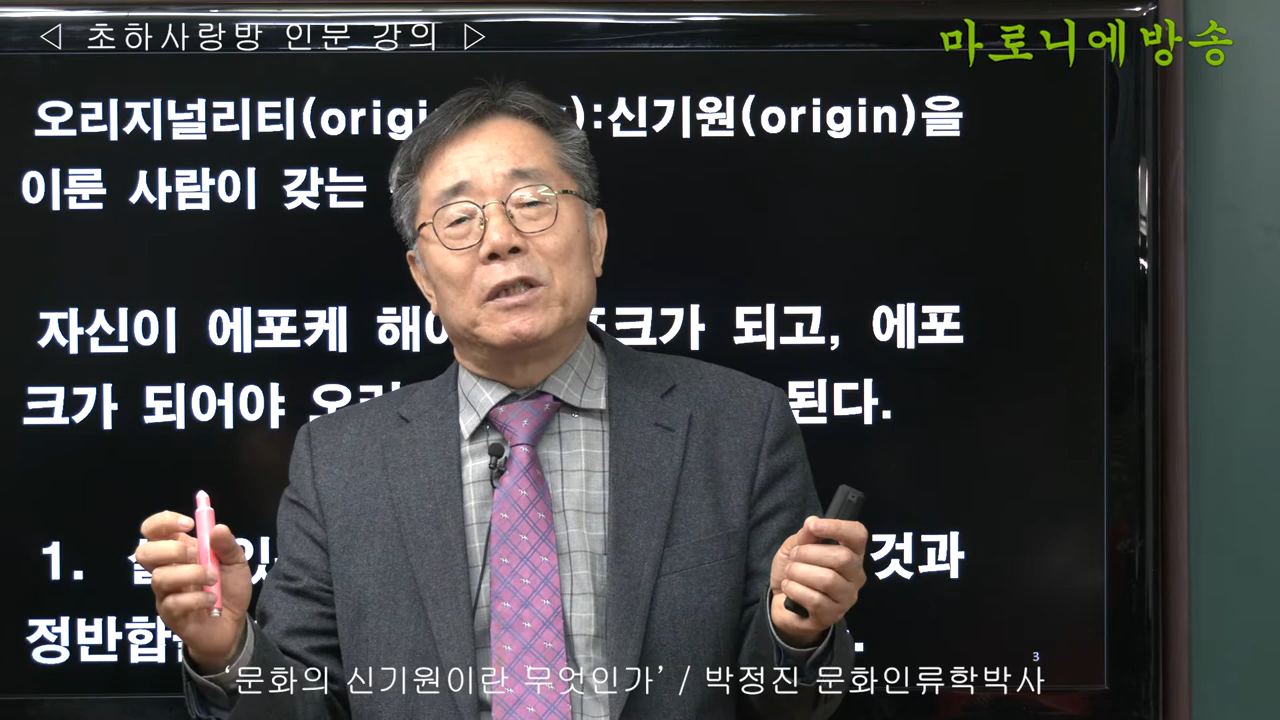 ◁ 초하사랑방 인문 강의 ▷
마로니에방송
오리지널리티(origi ):신기원(origin)을
이룬 사람이 갖는
자신이 에포케 해 크가 되고, 에포
크가 되어야 된다.
1. 것과
정반합
3
‘문화의 신기원이란 무엇인가’ / 박정진 문화인류학박사